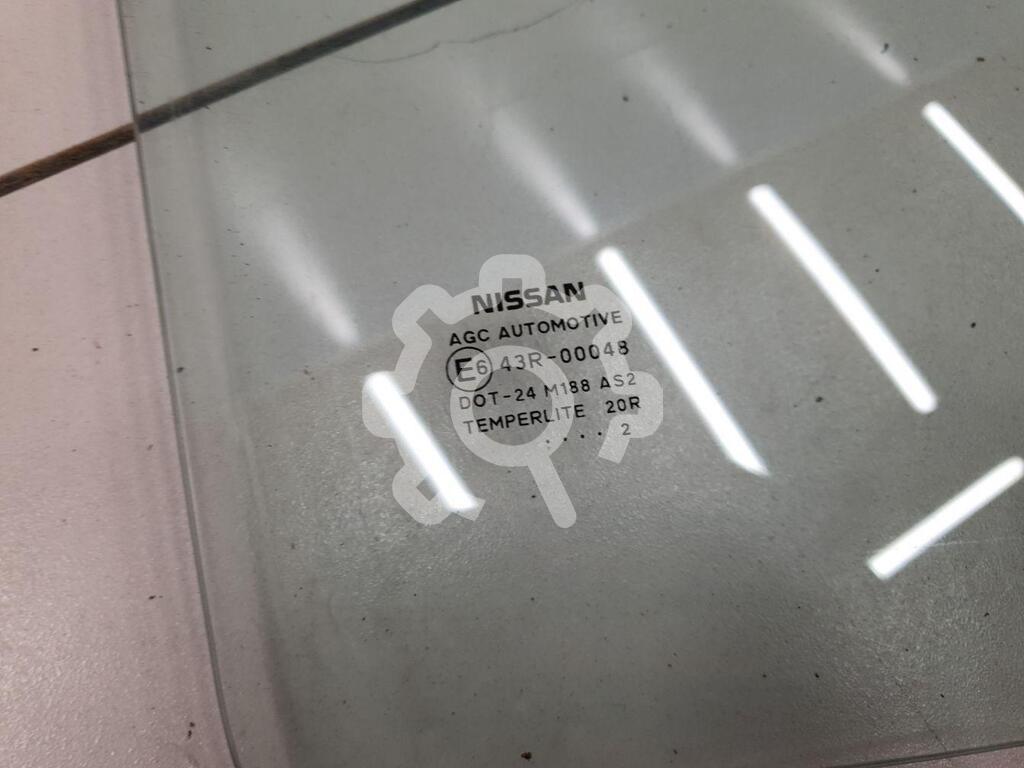 NISSAN
AGC AUTOMOTIVE
E6 43R-00048
DOT-24 M188 AS2
TEMPERLITE 20R
.... 2